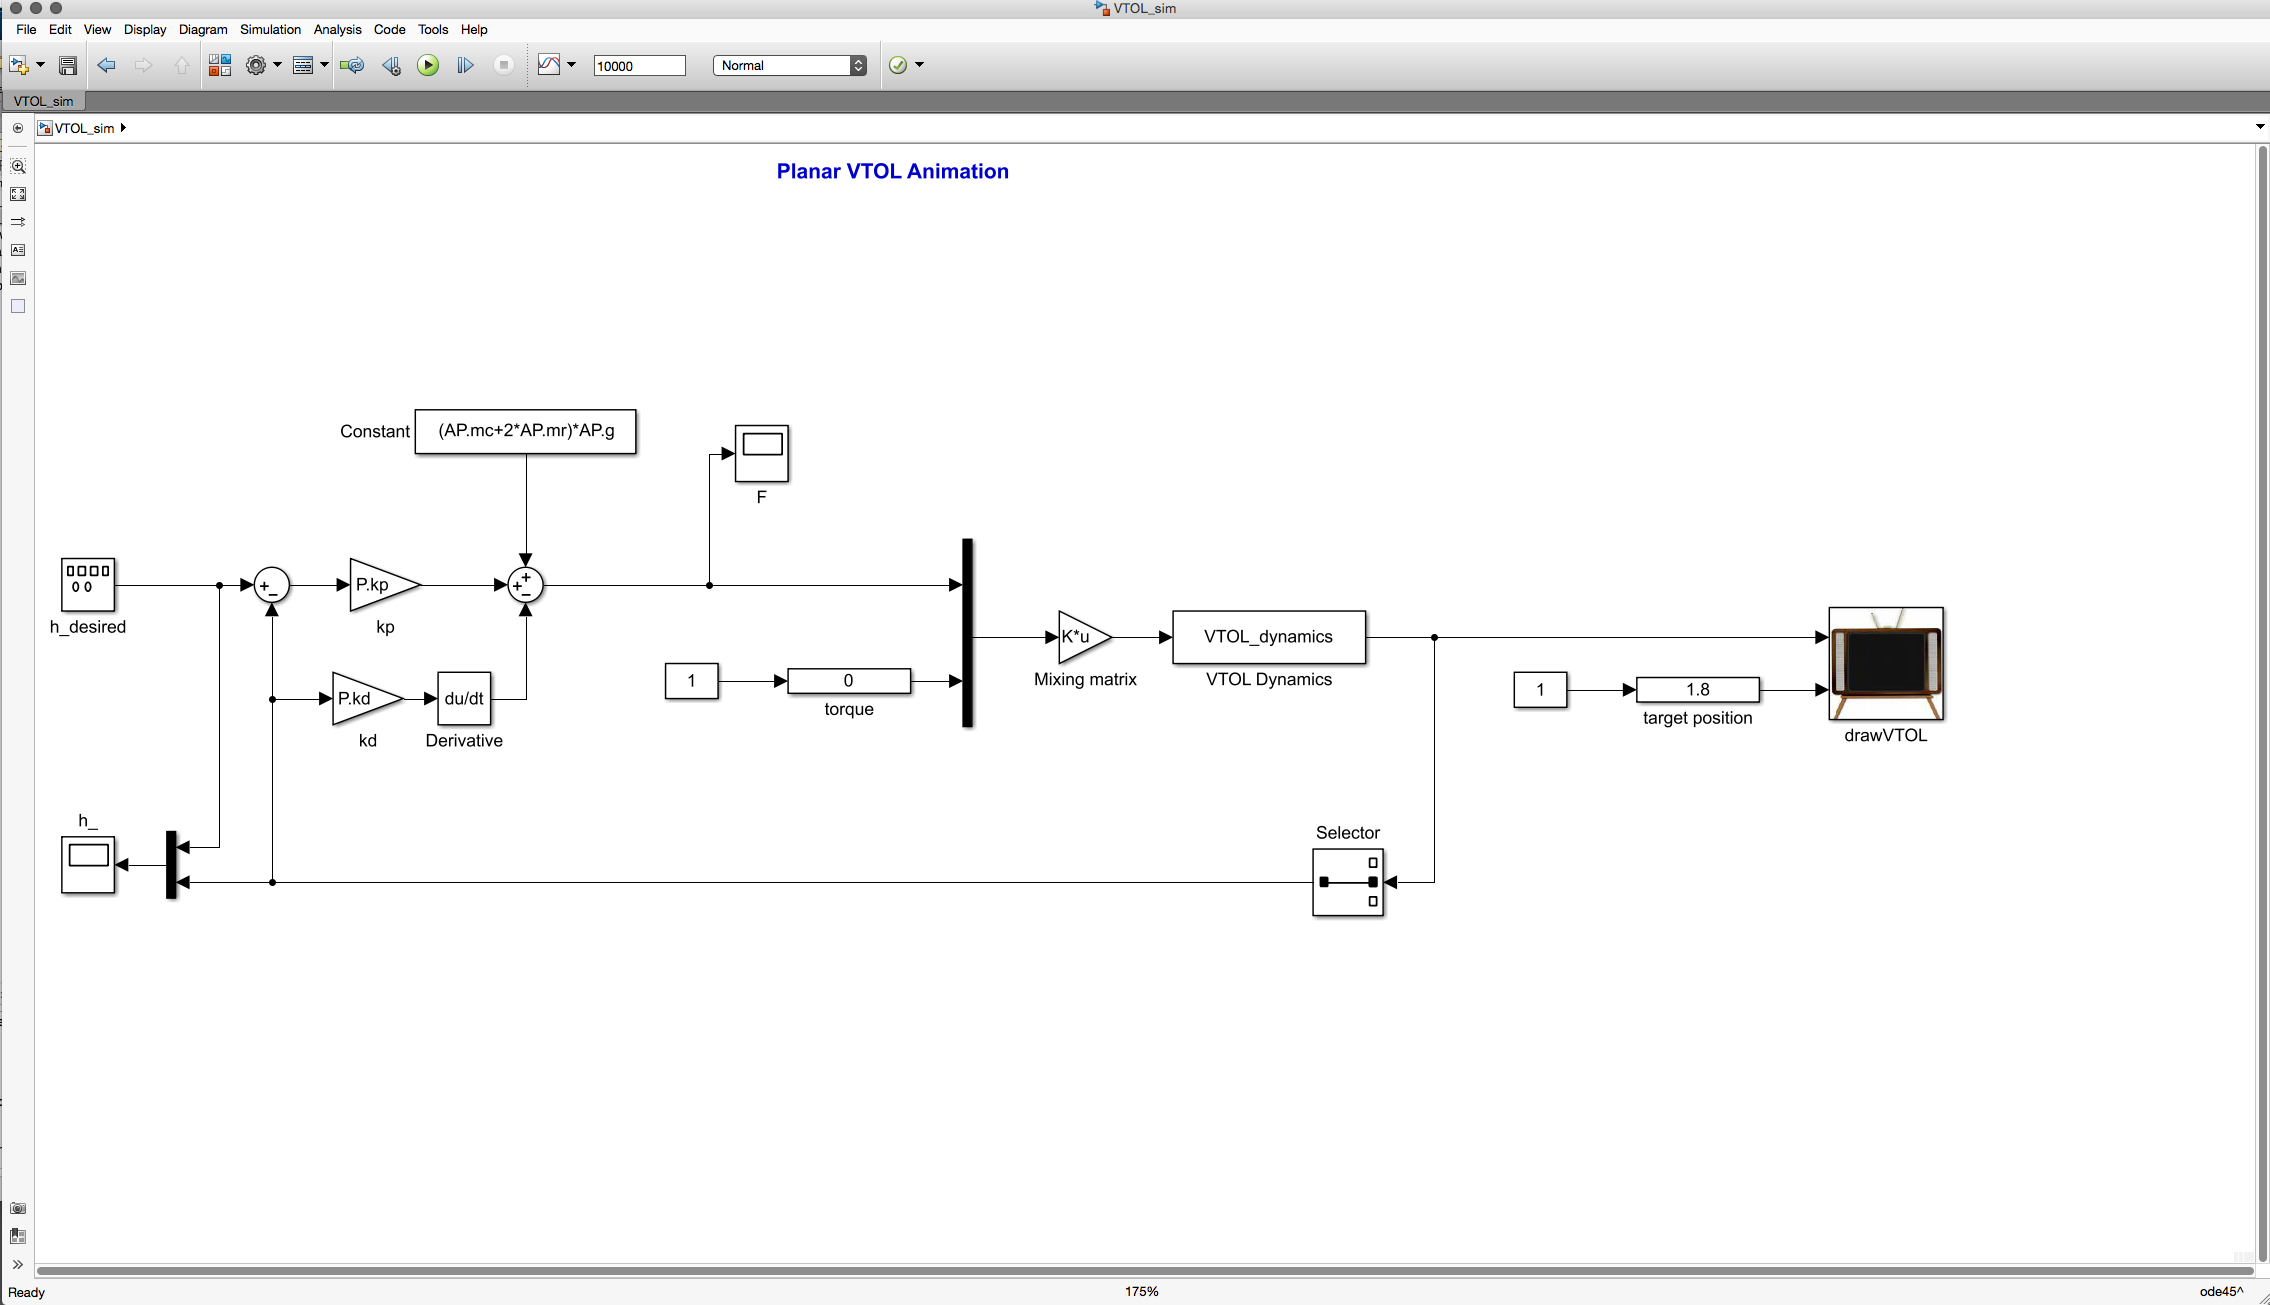 VTOL_sim
File Edit View Display Diagram Simulation Analysis Code Tools Help
10000 Normal
VTOL_sim
VTOL_sim
Planar VTOL Animation
Constant (AP.mc+2*AP.mr)*AP.g
F
+ _
P.kp
+ + _
h_desired
kp
K*u
VTOL_dynamics
Mixing matrix
VTOL Dynamics
1
0
torque
1
1.8
target position
drawVTOL
P.kd
du/dt
kd
Derivative
h_
Selector
Ready 175% ode45^